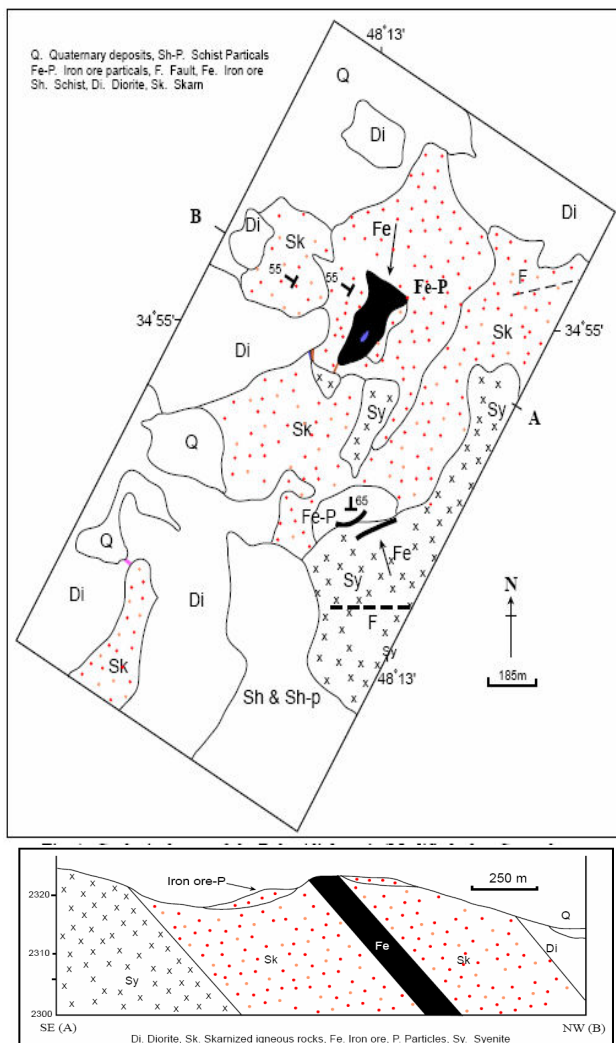 48°13'
Q. Quaternary deposits, Sh-P. Schist Particals
Fe-P. Iron ore particals, F. Fault, Fe. Iron ore
Sh. Schist, Di. Diorite, Sk. Skarn
Q
Di
B
Di
Sk
Fe
Di
55
55
Fe-P
F
34°55'
34°55'
Sk
Di
Sy
A
Q
Sk
Sy
Fe-P
65
Q
Fe
Sy
Di
Di
N
F
Sk
Sy
48°13'
185m
Sh & Sh-p
2320
Iron ore-P
250 m
Q
2310
Sk
Fe
Sk
Di
Sy
2300
SE (A)
NW (B)
Di. Diorite, Sk. Skarnized igneous rocks, Fe. Iron ore, P. Particles, Sy. Syenite